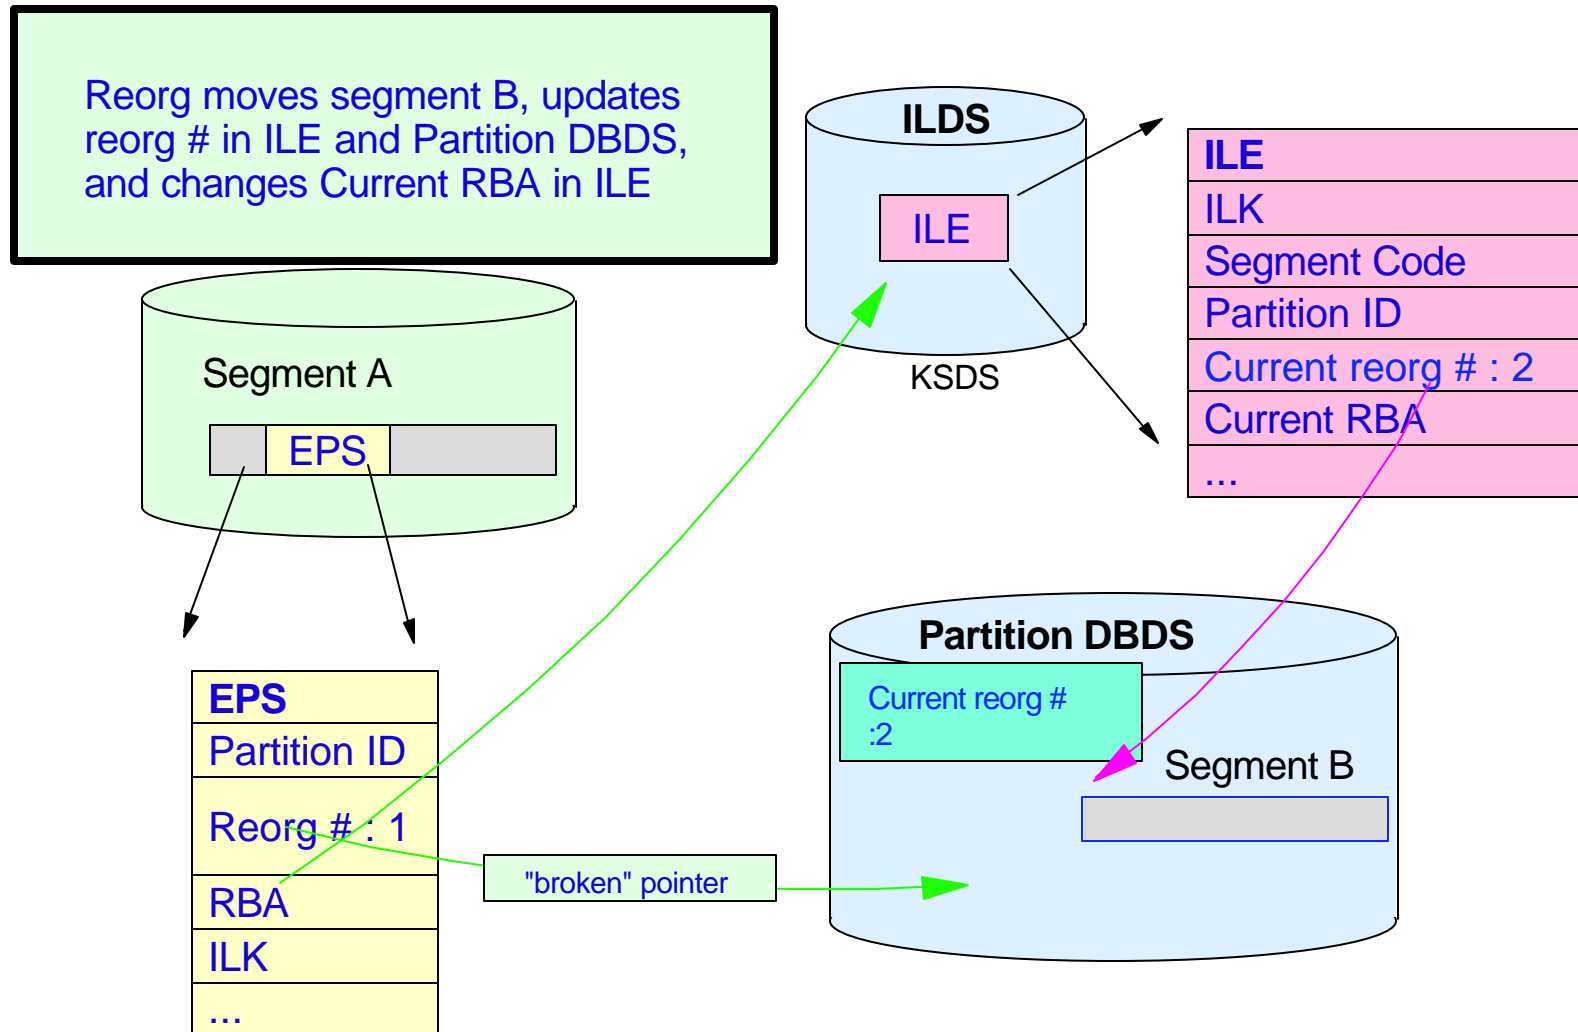 Reorg moves segment B, updates
reorg # in ILE and Partition DBDS,
and changes Current RBA in ILE
ILDS
ILE
KSDS
ILE
ILK
Segment Code
Partition ID
Current reorg # : 2
Current RBA
...
Segment A
EPS
EPS
Partition ID
Reorg # : 1
RBA
ILK
...
"broken" pointer
Partition DBDS
Current reorg #
:2
Segment B